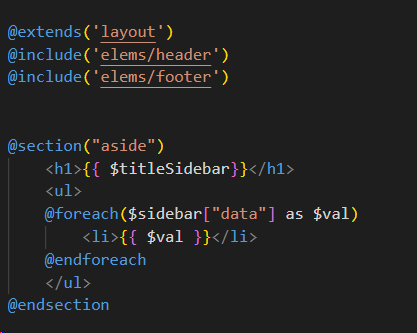 @extends('layout')
@include('elems/header')
@include('elems/footer')
@section("aside")
<h1>{{ $titleSidebar}}</h1>
<ul>
@foreach($sidebar["data"] as $val)
<li>{{ $val }}</li>
@endforeach
</ul>
@endsection